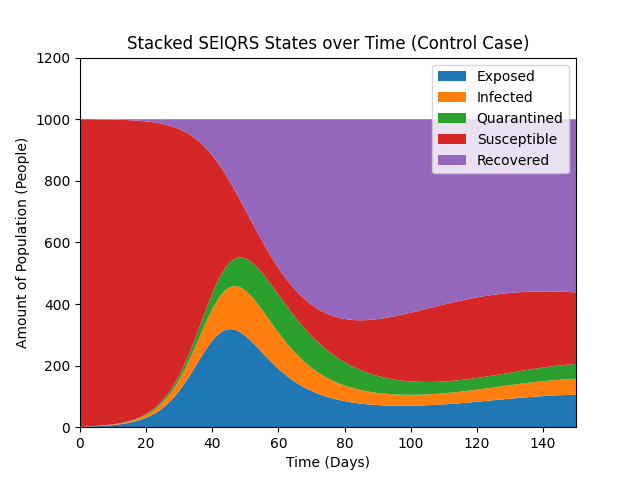 Stacked SEIQRS States over Time (Control Case)
Amount of Population (People)
1200
1000
800
600
400
200
0
Exposed
Infected
Quarantined
Susceptible
Recovered
0 20 40 60 80 100 120 140
Time (Days)